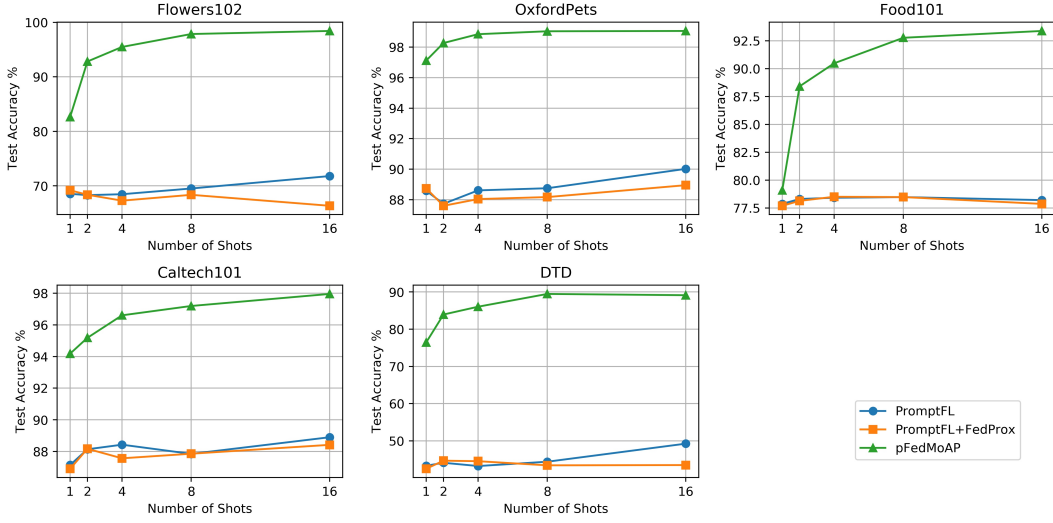 Flowers102
100
90
80
70
Test Accuracy %
1 2 4 8 16
Number of Shots
OxfordPets
98
96
94
92
90
88
Test Accuracy %
1 2 4 8 16
Number of Shots
Food101
92.5
90.0
87.5
85.0
82.5
80.0
77.5
Test Accuracy %
1 2 4 8 16
Number of Shots
Caltech101
98
96
94
92
90
88
Test Accuracy %
1 2 4 8 16
Number of Shots
DTD
90
80
70
60
50
Test Accuracy %
1 2 4 8 16
Number of Shots
PromptFL
PromptFL+FedProx
pFedMoAP